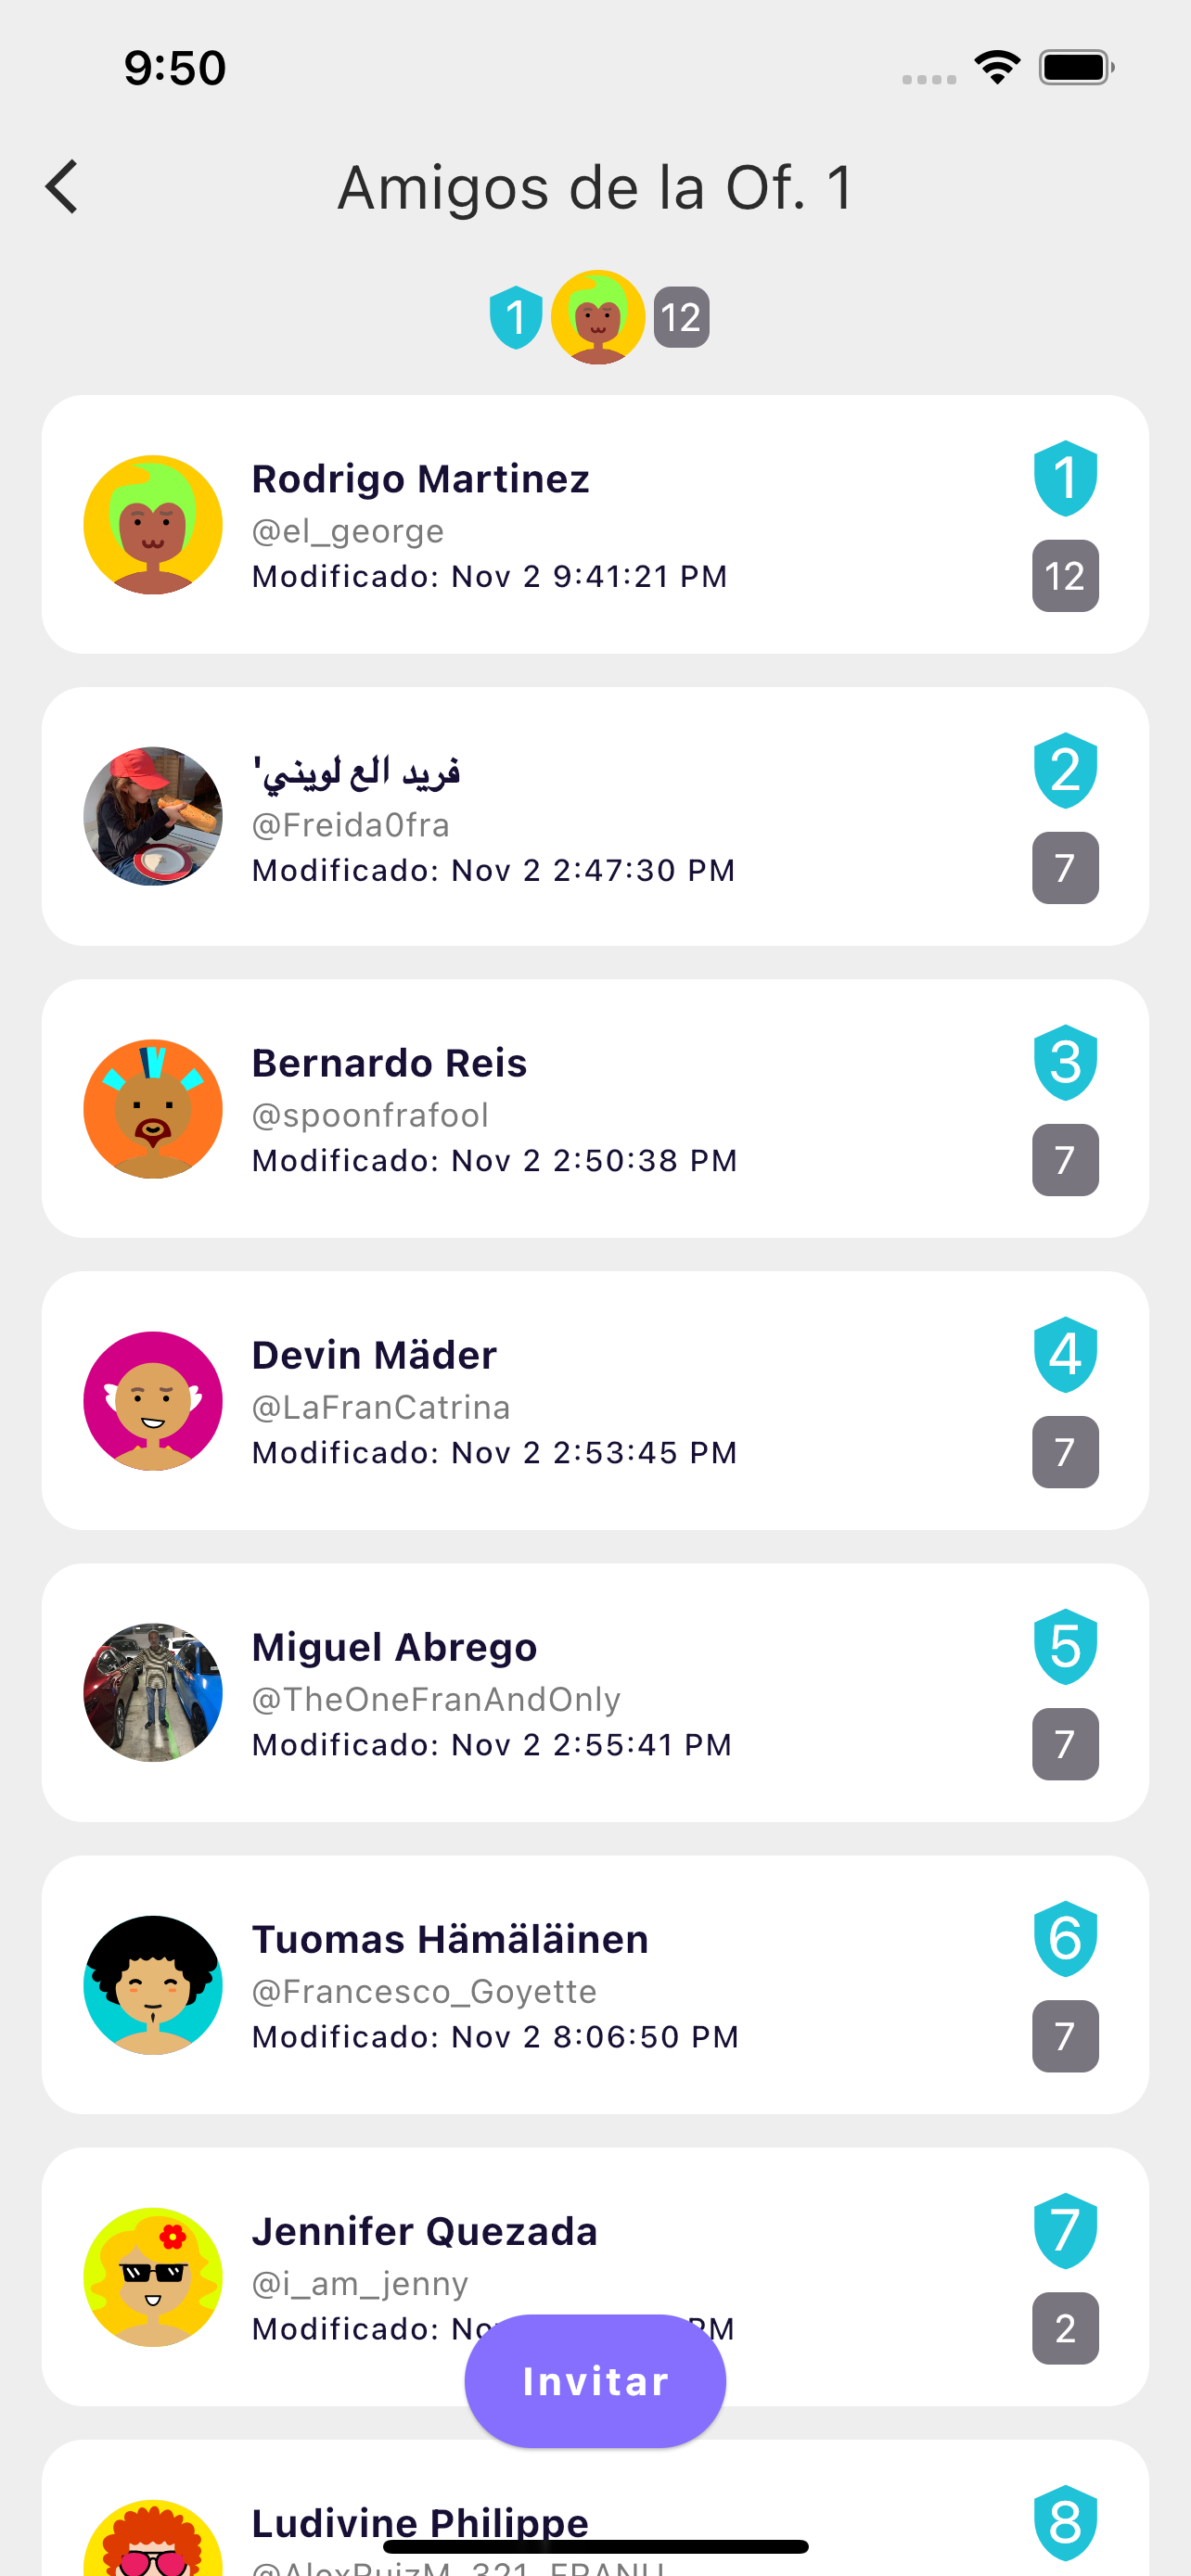 9:50
Amigos de la Of. 1
1 12
Rodrigo Martinez
@el_george
Modificado: Nov 2 9:41:21 PM
1
12
فريد الع لويني'
@Freida0fra
Modificado: Nov 2 2:47:30 PM
2
7
Bernardo Reis
@spoonfrafool
Modificado: Nov 2 2:50:38 PM
3
7
Devin Mäder
@LaFranCatrina
Modificado: Nov 2 2:53:45 PM
4
7
Miguel Abrego
@TheOneFranAndOnly
Modificado: Nov 2 2:55:41 PM
5
7
Tuomas Hämäläinen
@Francesco_Goyette
Modificado: Nov 2 8:06:50 PM
6
7
Jennifer Quezada
@i_am_jenny
Modificado: PM
7
2
Invitar
Ludivine Philippe
8